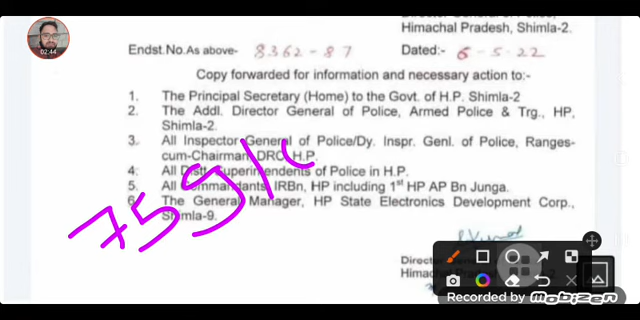 02:44
Himachal Pradesh, Shimla-2.
Endst.No.As above- 8362-87 Dated:- 6-5-22
Copy forwarded for information and necessary action to:-
1. The Principal Secretary (Home) to the Govt. of H.P. Shimla-2
2. The Addl. Director General of Police, Armed Police & Trg., HP, Shimla-2.
3. All Inspector General of Police/Dy. Inspr. Genl. of Police, Ranges-
cum-Chairman, DRC, H.P.
4. All Distt. Superintendents of Police in H.P.
5. All Commandants IRBn, HP including 1st HP AP Bn Junga.
6. The General Manager, HP State Electronics Development Corp.,
Shimla-9.
759/
Director
Himachal
Recorded by Mobizen